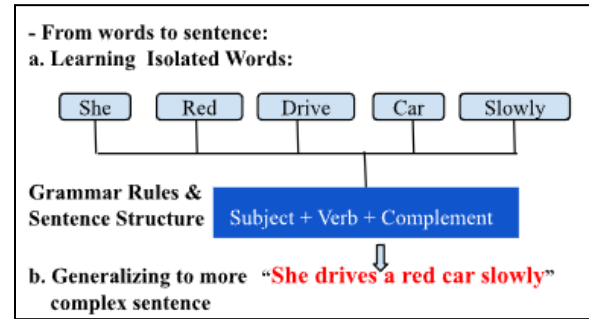 - From words to sentence:
a. Learning Isolated Words:
She Red Drive Car Slowly
Grammar Rules &
Sentence Structure
Subject + Verb + Complement
b. Generalizing to more “She drives a red car slowly”
complex sentence